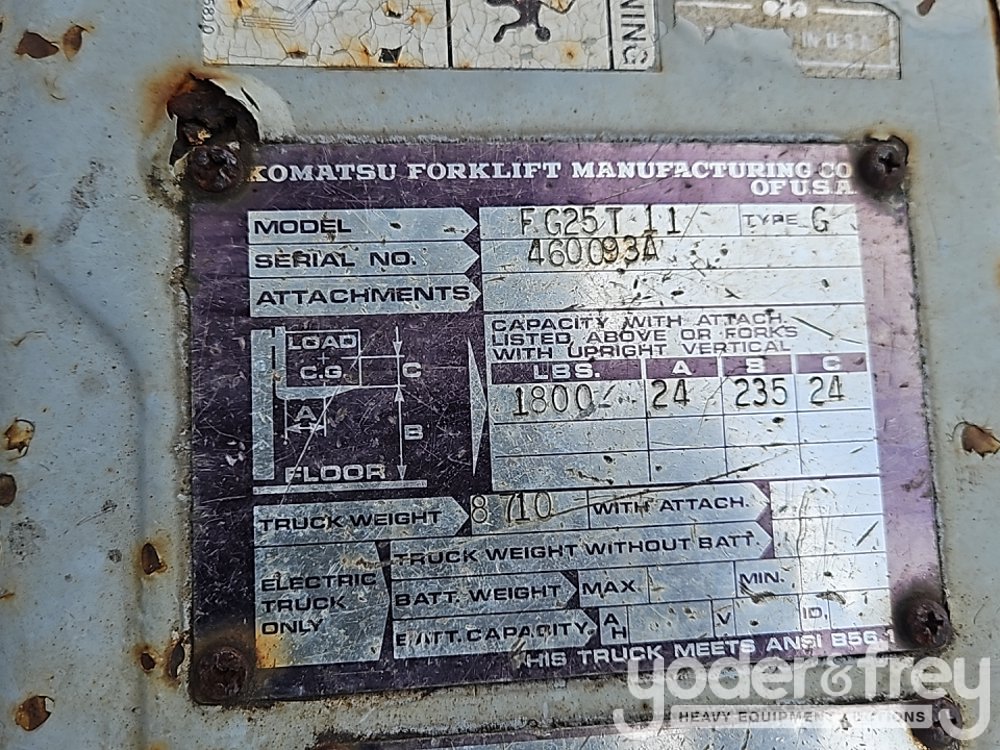 NING
KOMATSU FORKLIFT MANUFACTURING CO
OF U.S.A.
MODEL FG25T 11 TYPE G
SERIAL NO. 460093A
ATTACHMENTS
CAPACITY WITH ATTACH.
LISTED ABOVE OR FORKS
WITH UPRIGHT VERTICAL
LOAD
C.G.
C
A
B
FLOOR
LBS. A B C
1800 24 235 24
TRUCK WEIGHT 8710 WITH ATTACH.
ELECTRIC
TRUCK
ONLY
TRUCK WEIGHT WITHOUT BATT.
BATT. WEIGHT MAX. MIN.
BATT. CAPACITY AH V ID.
THIS TRUCK MEETS ANSI B56.1
yoder&frey
HEAVY EQUIPMENT AUCTIONS